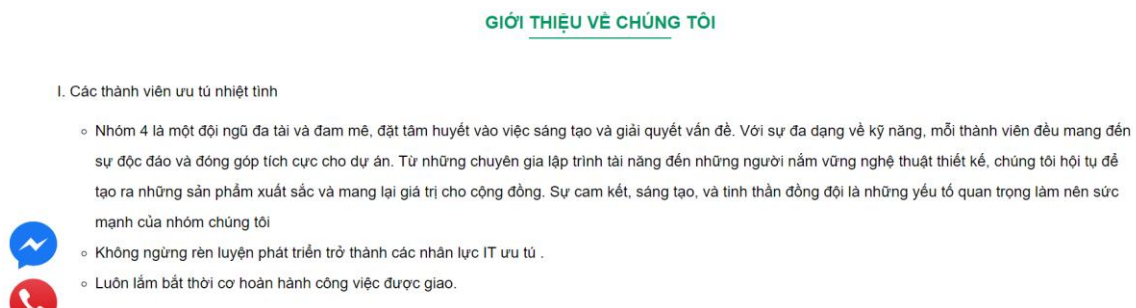 GIỚI THIỆU VỀ CHÚNG TÔI
I. Các thành viên ưu tú nhiệt tình
Nhóm 4 là một đội ngũ đa tài và đam mê, đặt tâm huyết vào việc sáng tạo và giải quyết vấn đề. Với sự đa dạng về kỹ năng, mỗi thành viên đều mang đến
sự độc đáo và đóng góp tích cực cho dự án. Từ những chuyên gia lập trình tài năng đến những người nắm vững nghệ thuật thiết kế, chúng tôi hội tụ để
tạo ra những sản phẩm xuất sắc và mang lại giá trị cho cộng đồng. Sự cam kết, sáng tạo, và tinh thần đồng đội là những yếu tố quan trọng làm nên sức
mạnh của nhóm chúng tôi
Không ngừng rèn luyện phát triển trở thành các nhân lực IT ưu tú .
Luôn lắm bắt thời cơ hoàn hành công việc được giao.